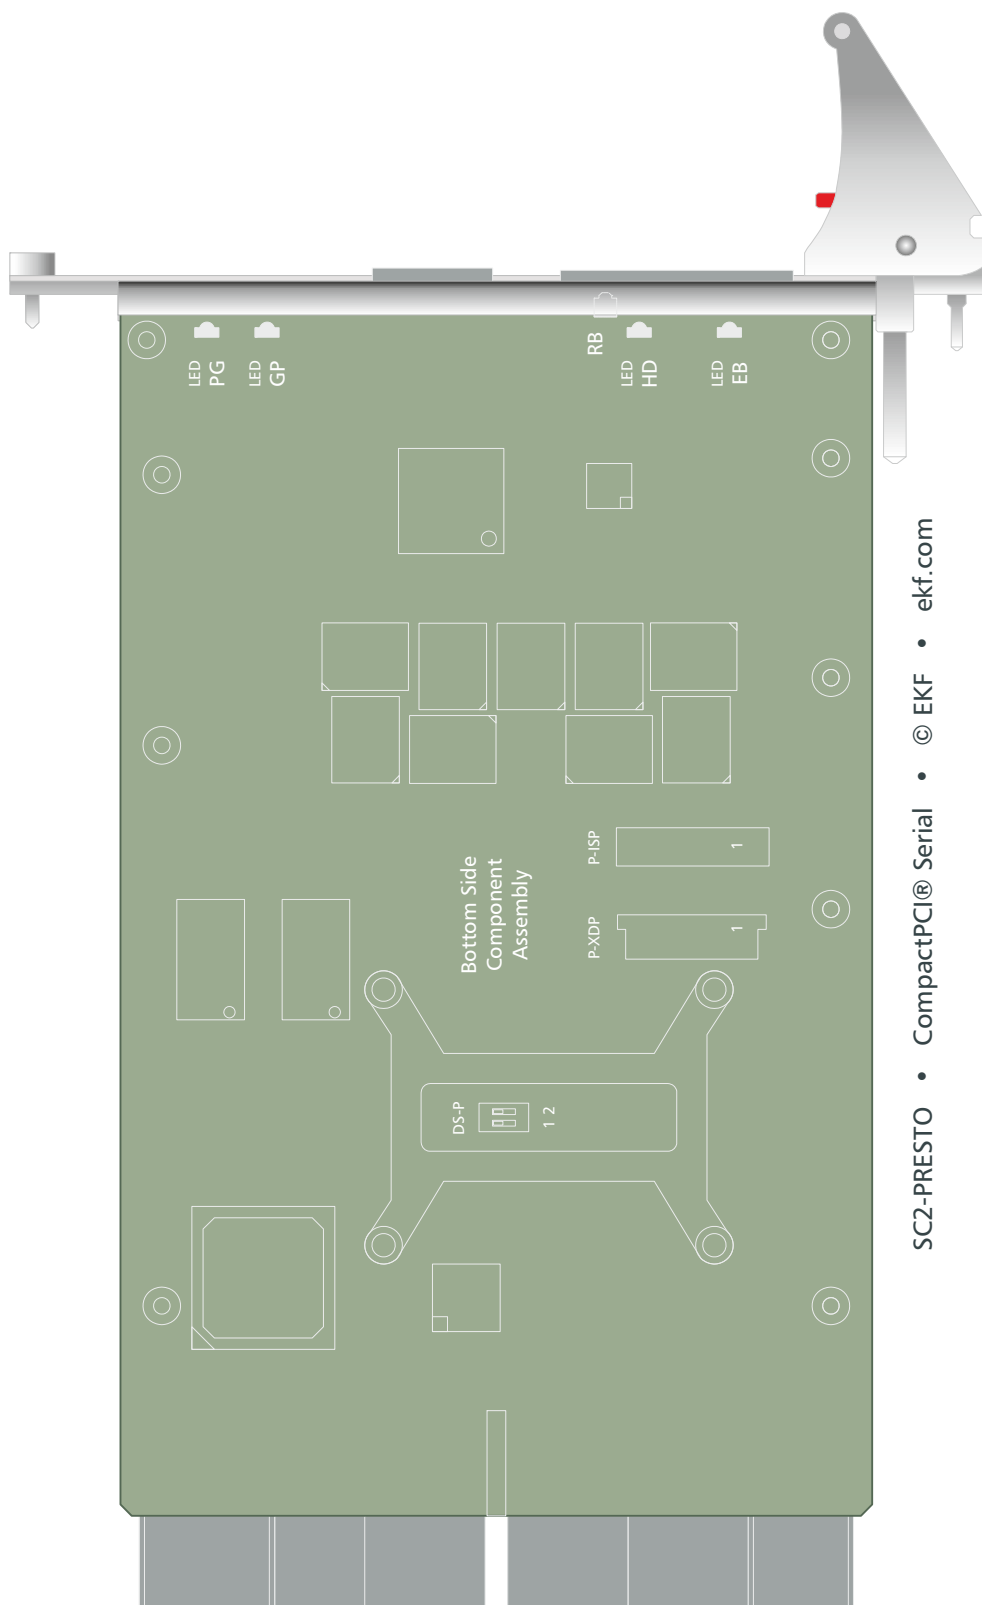 LED
PG
LED
GP
RB
LED
HD
LED
EB
P-ISP
1
P-XDP
1
Bottom Side
Component
Assembly
DS-P
1 2
SC2-PRESTO • CompactPCI® Serial • © EKF • ekf.com